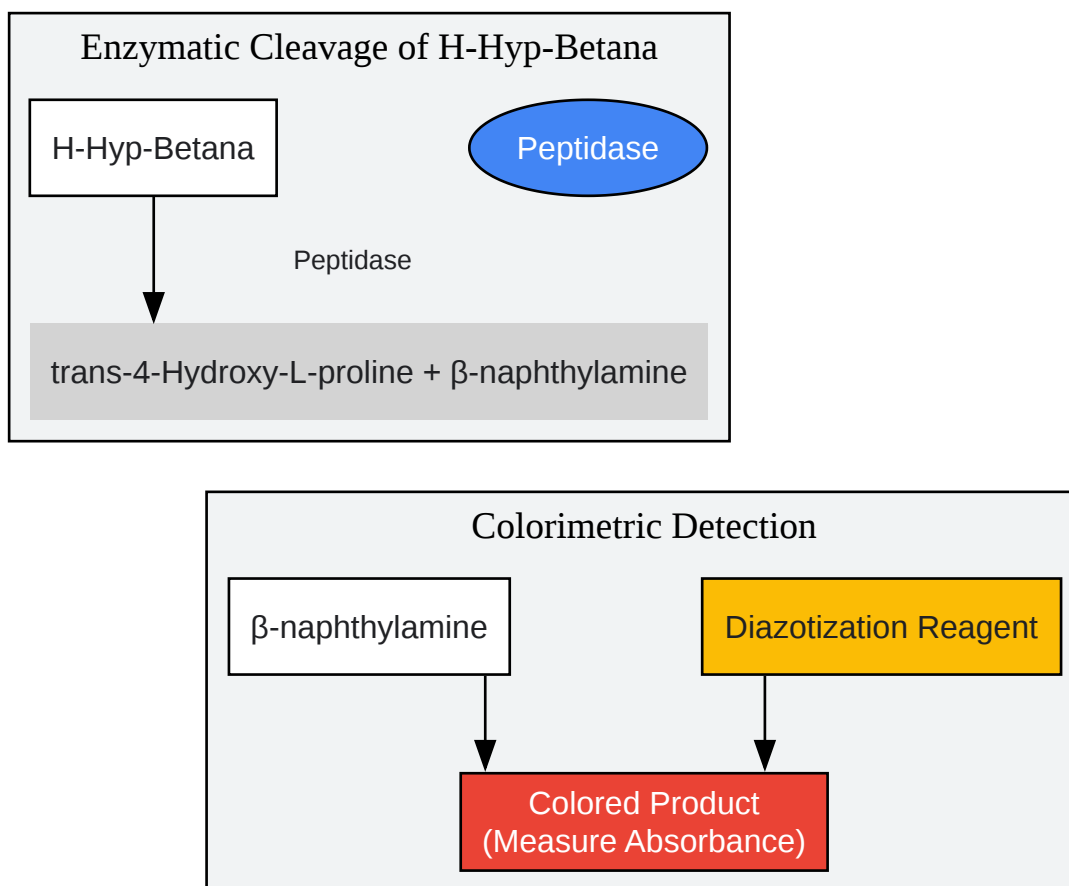 Enzymatic Cleavage of H-Hyp-Betana
H-Hyp-Betana
Peptidase
Peptidase
trans-4-Hydroxy-L-proline + β-naphthylamine
Colorimetric Detection
β-naphthylamine
Diazotization Reagent
Colored Product
(Measure Absorbance)